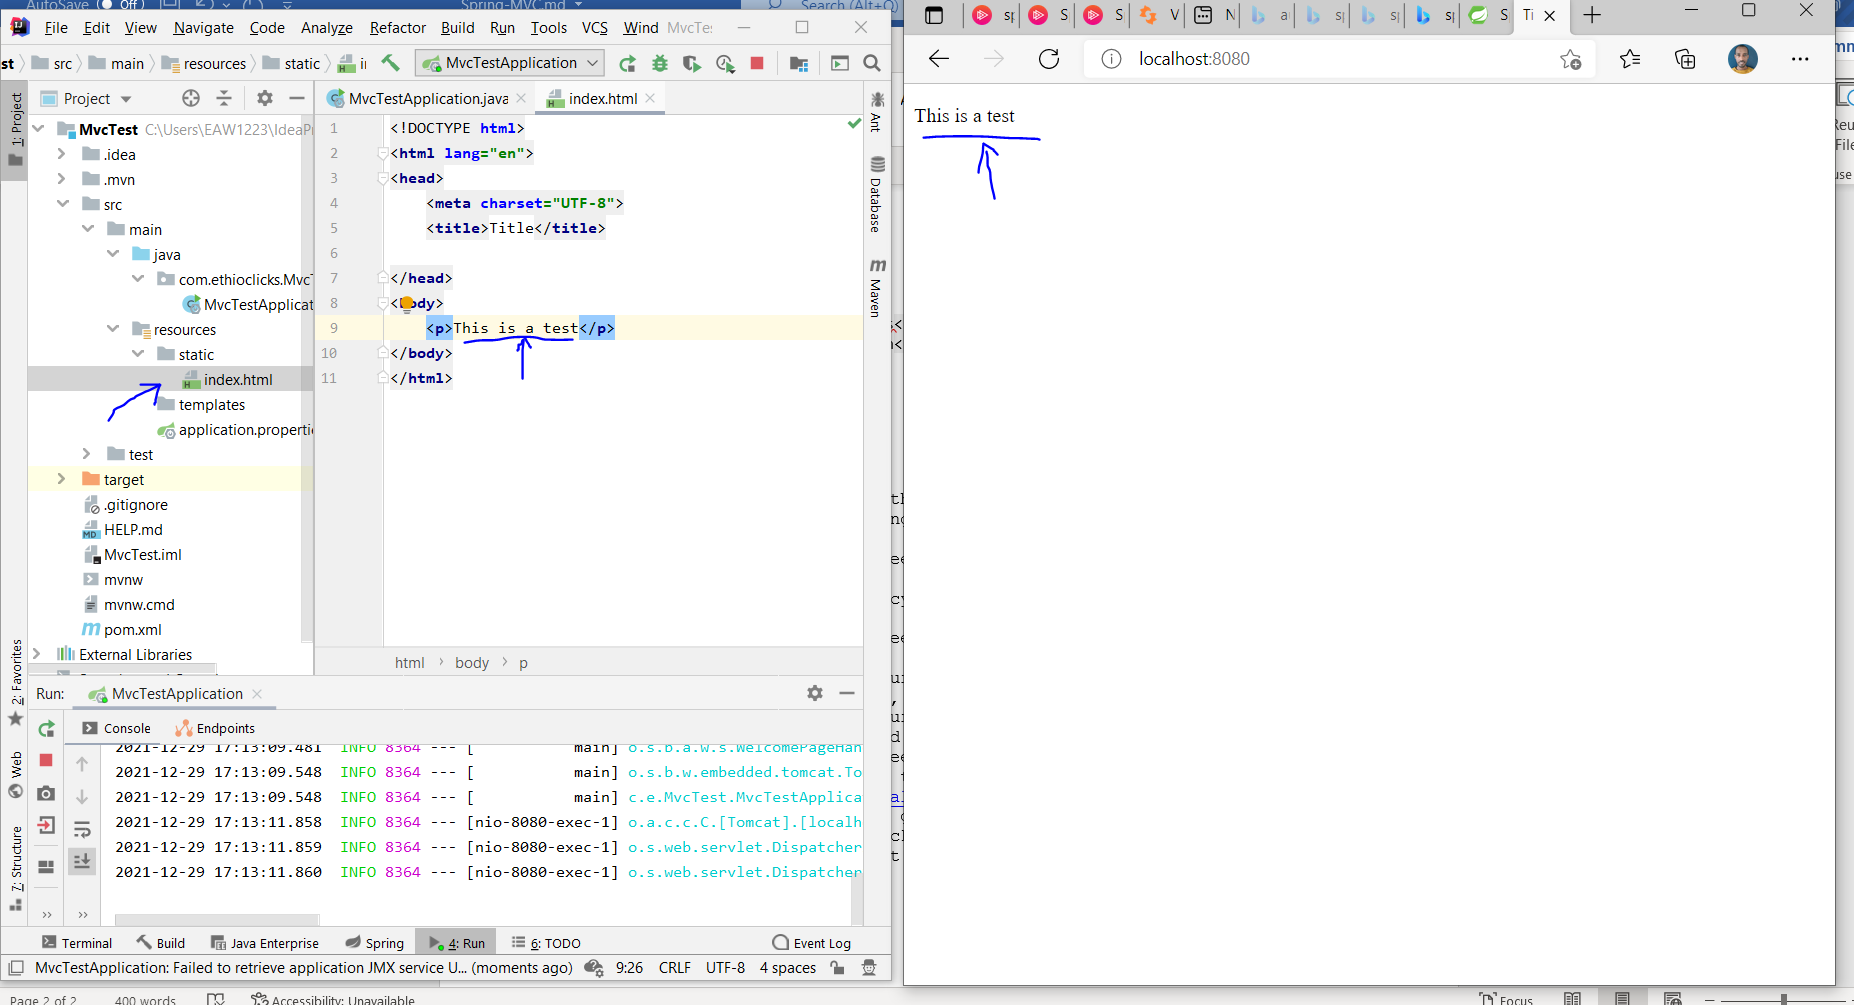 AutoSave Off Spring-MVC.md Search (Alt+Q)
File Edit View Navigate Code Analyze Refactor Build Run Tools VCS Wind MvcTes
st src main resources static MvcTestApplication
1: Project
Project
MvcTest C:\Users\EAW1223\IdeaPr
.idea
.mvn
src
main
java
com.ethioclicks.MvcT
MvcTestApplicat
resources
static
index.html
templates
application.properti
test
target
.gitignore
HELP.md
MvcTest.iml
mvnw
mvnw.cmd
pom.xml
External Libraries
MvcTestApplication.java index.html
1 <!DOCTYPE html>
2 <html lang="en">
3 <head>
4 <meta charset="UTF-8">
5 <title>Title</title>
6
7 </head>
8 <body>
9 <p>This is a test</p>
10 </body>
11 </html>
html › body › p
Ant
Database
Maven
2: Favorites
Web
7: Structure
Run: MvcTestApplication
Console Endpoints
2021-12-29 17:13:09.481 INFO 8364 --- [ main] o.s.b.a.w.s.WelcomePageHan
2021-12-29 17:13:09.548 INFO 8364 --- [ main] o.s.b.w.embedded.tomcat.To
2021-12-29 17:13:09.548 INFO 8364 --- [ main] c.e.MvcTest.MvcTestApplica
2021-12-29 17:13:11.858 INFO 8364 --- [nio-8080-exec-1] o.a.c.c.C.[Tomcat].[localh
2021-12-29 17:13:11.859 INFO 8364 --- [nio-8080-exec-1] o.s.web.servlet.Dispatcher
2021-12-29 17:13:11.860 INFO 8364 --- [nio-8080-exec-1] o.s.web.servlet.Dispatcher
Terminal Build Java Enterprise Spring 4: Run 6: TODO Event Log
MvcTestApplication: Failed to retrieve application JMX service U... (moments ago) 9:26 CRLF UTF-8 4 spaces
Page 2 of 2 400 words Accessibility: Unavailable Focus
sp S S V N a sp sp sp S Ti
localhost:8080
This is a test